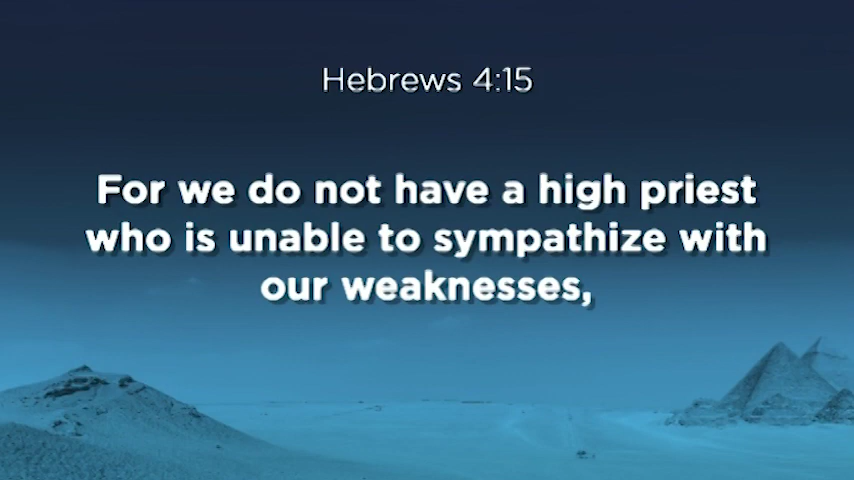 Hebrews 4:15
For we do not have a high priest
who is unable to sympathize with
our weaknesses,